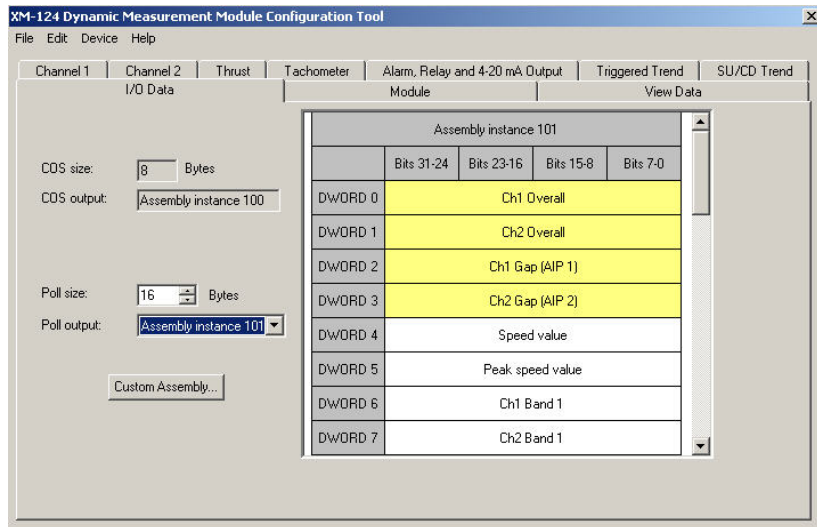 XM-124 Dynamic Measurement Module Configuration Tool
File Edit Device Help
Channel 1 Channel 2 Thrust Tachometer Alarm, Relay and 4-20 mA Output Triggered Trend SU/CD Trend
I/O Data Module View Data
Assembly instance 101
Bits 31-24 Bits 23-16 Bits 15-8 Bits 7-0
COS size: 8 Bytes
COS output: Assembly instance 100
Poll size: 16 Bytes
Poll output: Assembly instance 101
Custom Assembly...
DWORD 0 Ch1 Overall
DWORD 1 Ch2 Overall
DWORD 2 Ch1 Gap (AIP 1)
DWORD 3 Ch2 Gap (AIP 2)
DWORD 4 Speed value
DWORD 5 Peak speed value
DWORD 6 Ch1 Band 1
DWORD 7 Ch2 Band 1